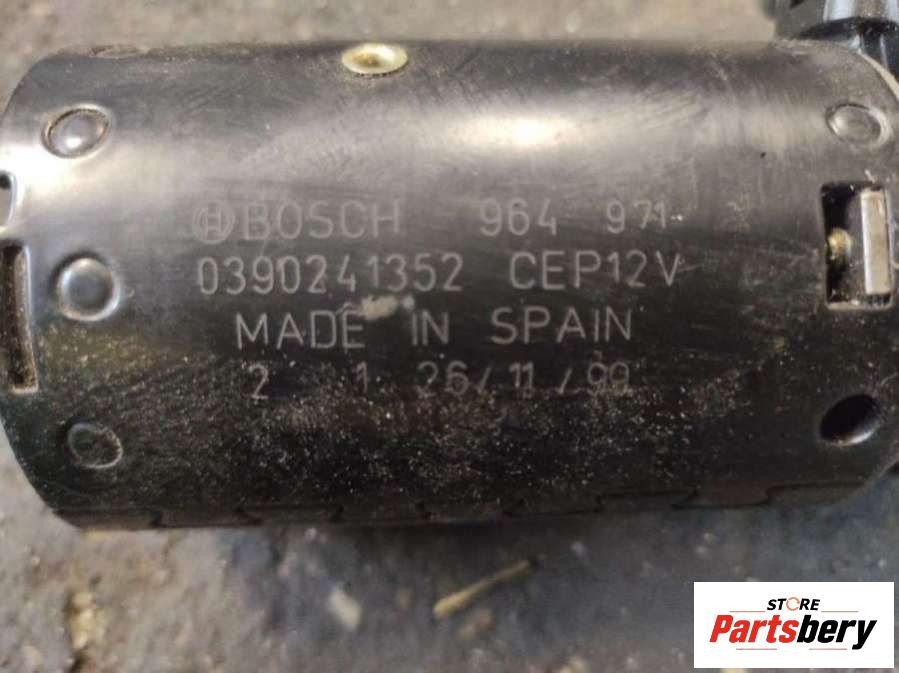 BOSCH 964 971
0390241352 CEP12V
MADE IN SPAIN
2 1 26/11/99
STORE
Partsbery